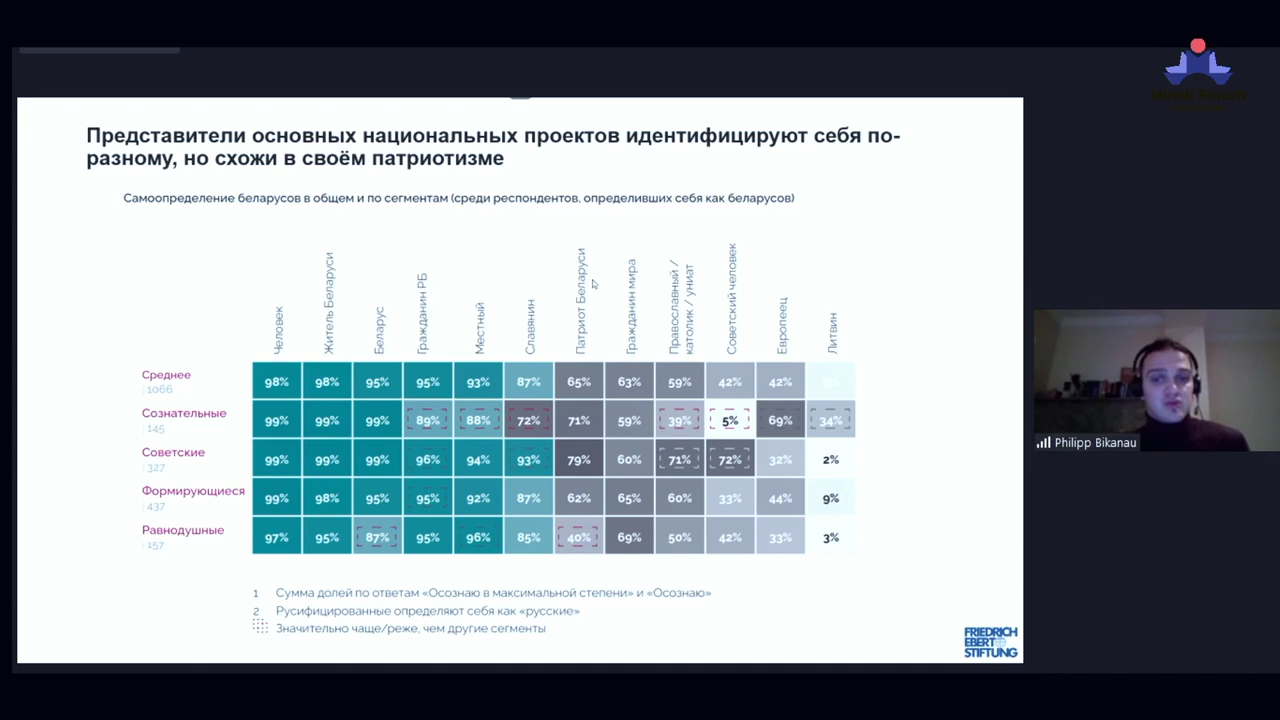 Представители основных национальных проектов идентифицируют себя по-
разному, но схожи в своём патриотизме
Самоопределение беларусов в общем и по сегментам (среди респондентов, определивших себя как беларусов)
Человек
Житель Беларуси
Беларус
Гражданин РБ
Местный
Славянин
Патриот Беларуси
Гражданин мира
Православный /
католик / униат
Советский человек
Европеец
Литвин
Среднее 98% 98% 95% 95% 93% 87% 65% 63% 59% 42% 42%
1066
Сознательные 99% 99% 99% 89% 88% 72% 71% 59% 39% 5% 69% 34%
145
Советские 99% 99% 99% 96% 94% 93% 79% 60% 71% 72% 32% 2%
327
Формирующиеся 99% 98% 95% 95% 92% 87% 62% 65% 60% 33% 44% 9%
437
Равнодушные 97% 95% 87% 95% 96% 85% 40% 69% 50% 42% 33% 3%
157
1 Сумма долей по ответам «Осознаю в максимальной степени» и «Осознаю»
2 Русифицированные определяют себя как «русские»
Значительно чаще/реже, чем другие сегменты
FRIEDRICH
EBERT
STIFTUNG
Philipp Bikanau
Minsk Forum